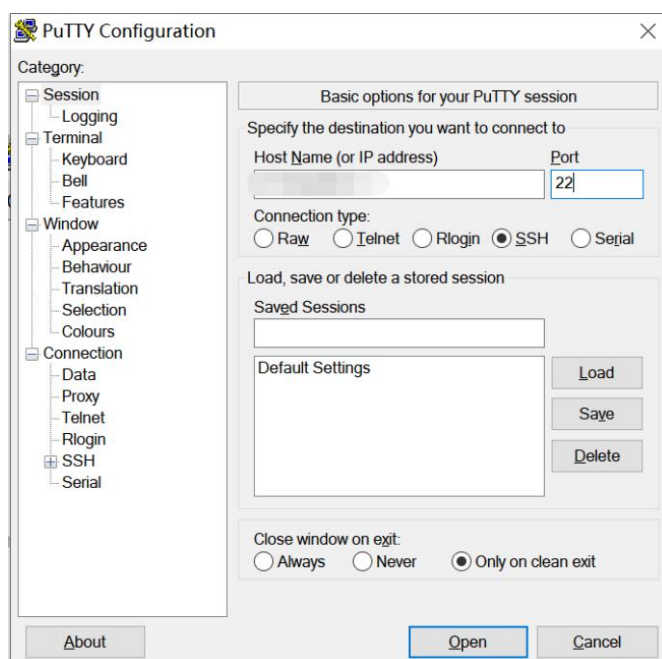 PuTTY Configuration
Category:
Session
Logging
Terminal
Keyboard
Bell
Features
Window
Appearance
Behaviour
Translation
Selection
Colours
Connection
Data
Proxy
Telnet
Rlogin
SSH
Serial
Basic options for your PuTTY session
Specify the destination you want to connect to
Host Name (or IP address) Port
22
Connection type:
Raw Telnet Rlogin SSH Serial
Load, save or delete a stored session
Saved Sessions
Default Settings
Load
Save
Delete
Close window on exit:
Always Never Only on clean exit
About Open Cancel